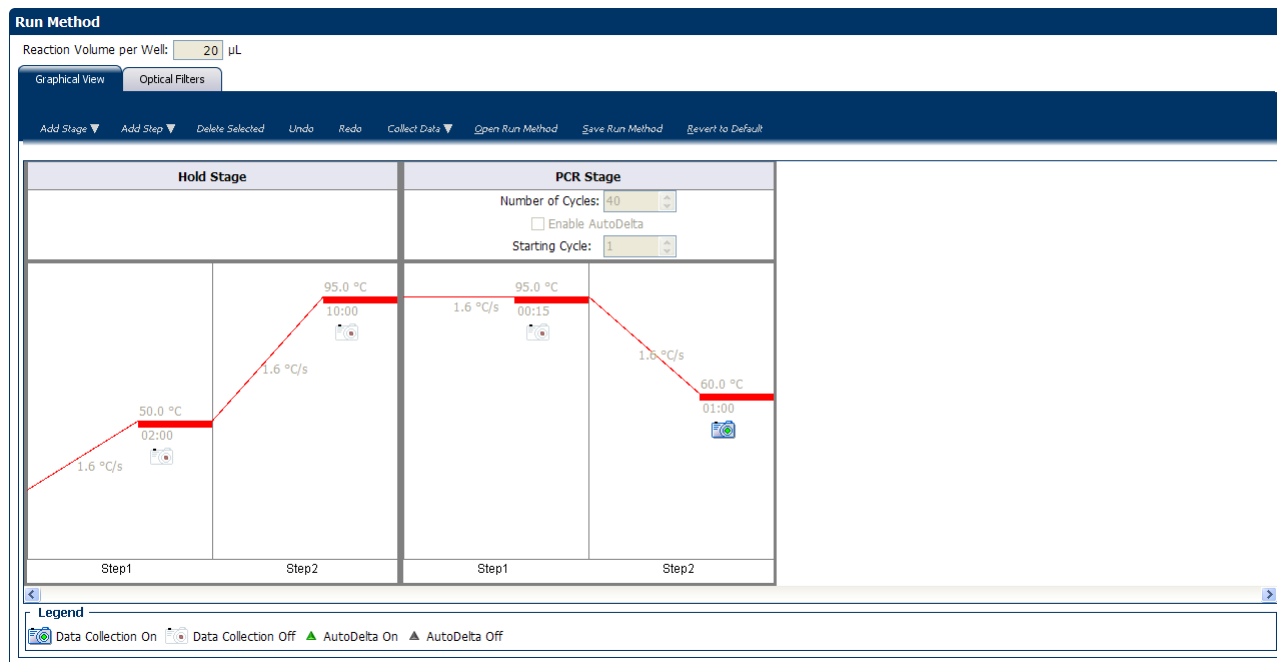 Run Method
Reaction Volume per Well: 20 µL
Graphical View Optical Filters
Add Stage ▼ Add Step ▼ Delete Selected Undo Redo Collect Data ▼ Open Run Method Save Run Method Revert to Default
Hold Stage PCR Stage
Number of Cycles: 40
Enable AutoDelta
Starting Cycle: 1
95.0 °C 95.0 °C
10:00 1.6 °C/s 00:15
1.6 °C/s 1.6 °C/s
50.0 °C 60.0 °C
02:00 01:00
1.6 °C/s
Step1 Step2 Step1 Step2
Legend
Data Collection On Data Collection Off AutoDelta On AutoDelta Off